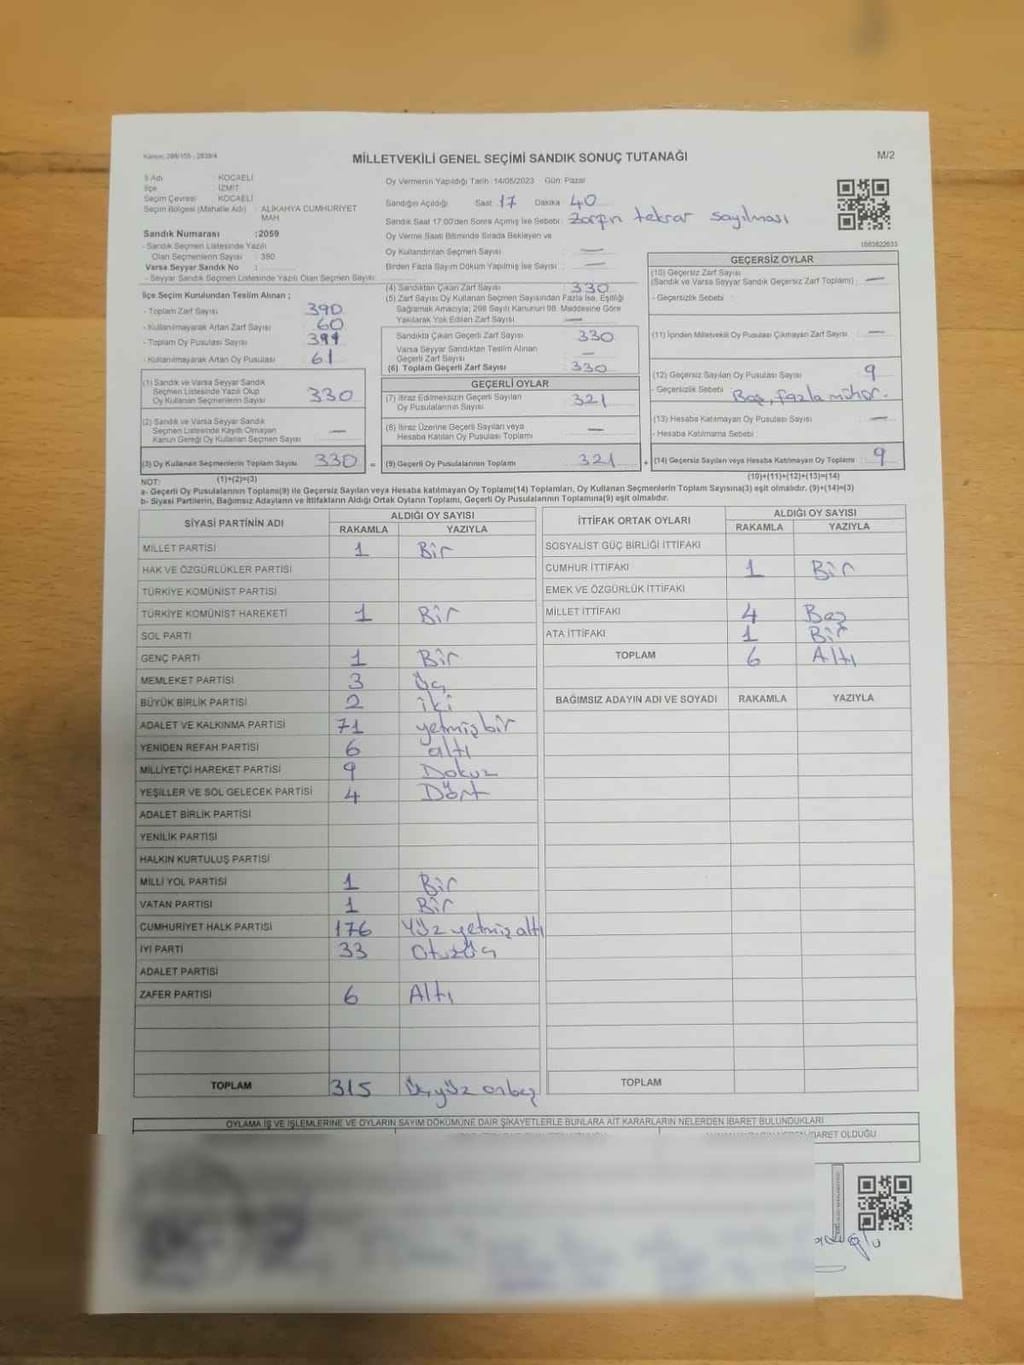 Kanun: 298/105 - 2839/4
MİLLETVEKİLİ GENEL SEÇİMİ SANDIK SONUÇ TUTANAĞI
M/2
İl Adı : KOCAELİ
İlçe : İZMİT
Seçim Çevresi : KOCAELİ
Seçim Bölgesi (Mahalle Adı) : ALİKAHYA CUMHURİYET MAH
Sandık Numarası : 2059
- Sandık Seçmen Listesinde Yazılı
Olan Seçmenlerin Sayısı : 380
Varsa Seyyar Sandık No :
- Seyyar Sandık Seçmen Listesinde Yazılı Olan Seçmen Sayısı:
Oy Vermenin Yapıldığı Tarih: 14/05/2023 Gün: Pazar
Sandığın Açıldığı Saat 17 Dakika 40
Sandık Saat 17:00'den Sonra Açılmış İse Sebebi: Zarfın tekrar sayılması
Oy Verme Saati Bitiminde Sırada Bekleyen ve
Oy Kullandırılan Seçmen Sayısı —
Birden Fazla Sayım Döküm Yapılmış İse Sayısı —
İlçe Seçim Kurulundan Teslim Alınan ;
- Toplam Zarf Sayısı 390
- Kullanılmayarak Artan Zarf Sayısı 60
- Toplam Oy Pusulası Sayısı
- Kullanılmayarak Artan Oy Pusulası 61
(1) Sandık ve Varsa Seyyar Sandık
Seçmen Listesinde Yazılı Olup
Oy Kullanan Seçmenlerin Sayısı 330
(2) Sandık ve Varsa Seyyar Sandık
Seçmen Listesinde Kayıtlı Olmayan
Kanun Gereği Oy Kullanan Seçmen Sayısı —
(3) Oy Kullanan Seçmenlerin Toplam Sayısı 330 =
(1)+(2)=(3)
(4) Sandıktan Çıkan Zarf Sayısı 330
(5) Zarf Sayısı Oy Kullanan Seçmen Sayısından Fazla İse, Eşitliği
Sağlamak Amacıyla; 298 Sayılı Kanunun 98. Maddesine Göre
Yakılarak Yok Edilen Zarf Sayısı —
Sandıkta Çıkan Geçerli Zarf Sayısı 330
Varsa Seyyar Sandıktan Teslim Alınan
Geçerli Zarf Sayısı —
(6) Toplam Geçerli Zarf Sayısı 330
GEÇERLİ OYLAR
(7) İtiraz Edilmeksizin Geçerli Sayılan
Oy Pusulalarının Sayısı 321
(8) İtiraz Üzerine Geçerli Sayılan veya
Hesaba Katılan Oy Pusulası Toplamı —
(9) Geçerli Oy Pusulalarının Toplamı 321 +
GEÇERSİZ OYLAR
(10) Geçersiz Zarf Sayısı
(Sandık ve Varsa Seyyar Sandık Geçersiz Zarf Toplamı) —
- Geçersizlik Sebebi :
(11) İçinden Milletvekili Oy Pusulası Çıkmayan Zarf Sayısı —
(12) Geçersiz Sayılan Oy Pusulası Sayısı 9
- Geçersizlik Sebebi : Boş, fazla mühür.
(13) Hesaba Katılmayan Oy Pusulası Sayısı —
- Hesaba Katılmama Sebebi :
(14) Geçersiz Sayılan veya Hesaba Katılmayan Oy Toplamı 9
(10)+(11)+(12)+(13)=(14)
NOT:
a- Geçerli Oy Pusulalarının Toplamı(9) ile Geçersiz Sayılan veya Hesaba katılmayan Oy Toplamı(14) Toplamları, Oy Kullanan Seçmenlerin Toplam Sayısına(3) eşit olmalıdır. (9)+(14)=(3)
b- Siyasi Partilerin, Bağımsız Adayların ve İttifakların Aldığı Ortak Oyların Toplamı, Geçerli Oy Pusulalarının Toplamına(9) eşit olmalıdır.
SİYASİ PARTİNİN ADI ALDIĞI OY SAYISI
RAKAMLA YAZIYLA
MİLLET PARTİSİ 1 Bir
HAK VE ÖZGÜRLÜKLER PARTİSİ
TÜRKİYE KOMÜNİST PARTİSİ
TÜRKİYE KOMÜNİST HAREKETİ 1 Bir
SOL PARTİ
GENÇ PARTİ 1 Bir
MEMLEKET PARTİSİ 3 Üç
BÜYÜK BİRLİK PARTİSİ 2 iki
ADALET VE KALKINMA PARTİSİ 71 yetmişbir
YENİDEN REFAH PARTİSİ 6 altı
MİLLİYETÇİ HAREKET PARTİSİ 9 Dokuz
YEŞİLLER VE SOL GELECEK PARTİSİ 4 Dört
ADALET BİRLİK PARTİSİ
YENİLİK PARTİSİ
HALKIN KURTULUŞ PARTİSİ
MİLLİ YOL PARTİSİ 1 Bir
VATAN PARTİSİ 1 Bir
CUMHURİYET HALK PARTİSİ 176 Yüz yetmiş altı
İYİ PARTİ 33 Otuzüç
ADALET PARTİSİ
ZAFER PARTİSİ 6 Altı
TOPLAM 315 Üçyüz onbeş
İTTİFAK ORTAK OYLARI ALDIĞI OY SAYISI
RAKAMLA YAZIYLA
SOSYALİST GÜÇ BİRLİĞİ İTTİFAKI
CUMHUR İTTİFAKI 1 Bir
EMEK VE ÖZGÜRLÜK İTTİFAKI
MİLLET İTTİFAKI 4 Beş
ATA İTTİFAKI 1 Bir
TOPLAM 6 Altı
BAĞIMSIZ ADAYIN ADI VE SOYADI RAKAMLA YAZIYLA
TOPLAM
OYLAMA İŞ VE İŞLEMLERİNE VE OYLARIN SAYIM DÖKÜMÜNE DAİR ŞİKAYETLERLE BUNLARA AİT KARARLARIN NELERDEN İBARET BULUNDUKLARI